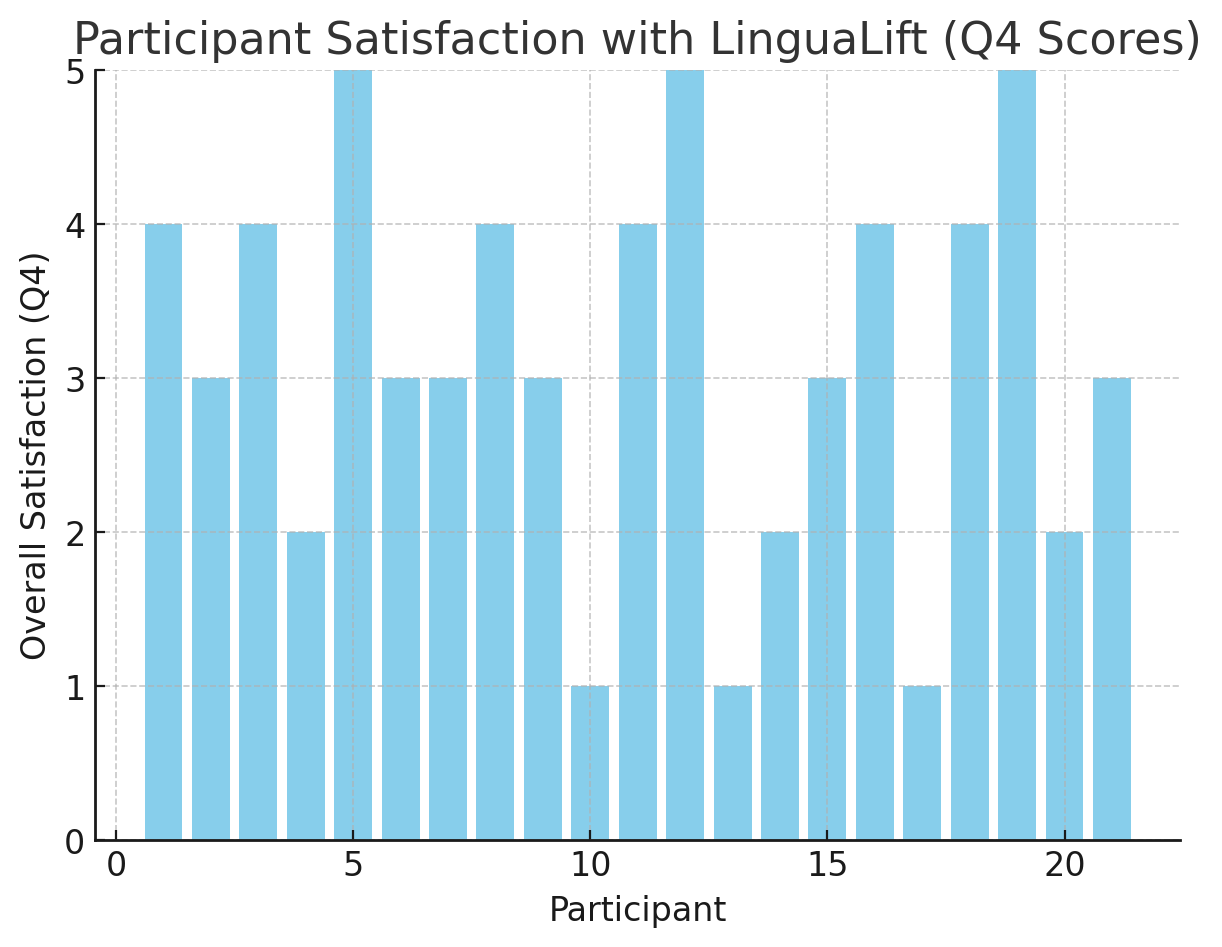 Participant Satisfaction with LinguaLift (Q4 Scores)
Overall Satisfaction (Q4)
5
4
3
2
1
0
0 5 10 15 20
Participant